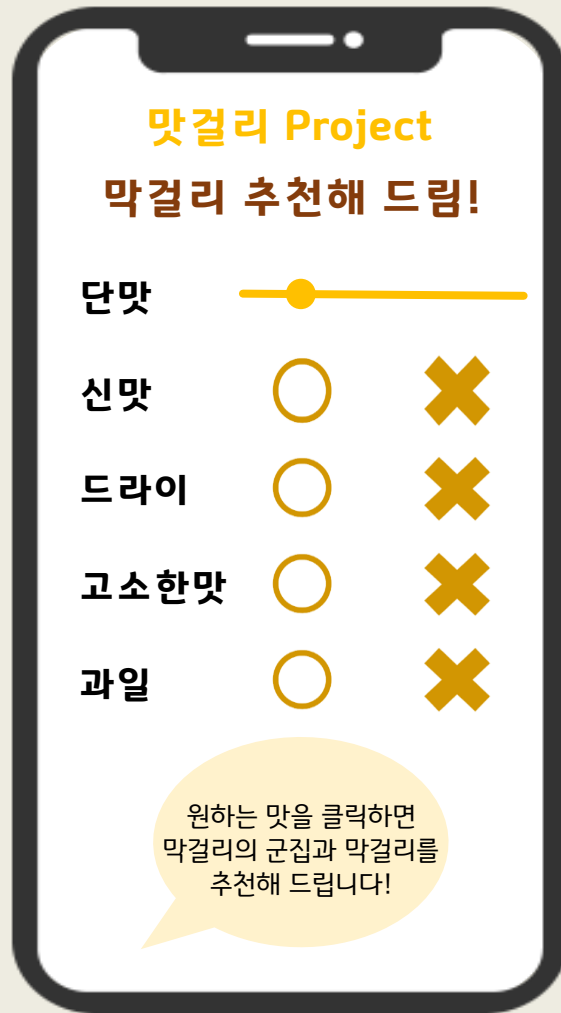 맛걸리 Project
막걸리 추천해 드림!
단맛
신맛
드라이
고소한맛
과일
원하는 맛을 클릭하면
막걸리의 군집과 막걸리를
추천해 드립니다!